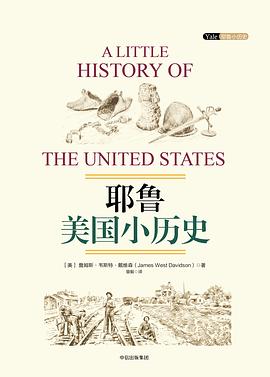 Yale 耶鲁小历史
A LITTLE
HISTORY OF
THE UNITED STATES
耶鲁
美国小历史
［美］詹姆斯·韦斯特·戴维森（James West Davidson）著
译
中信出版集团